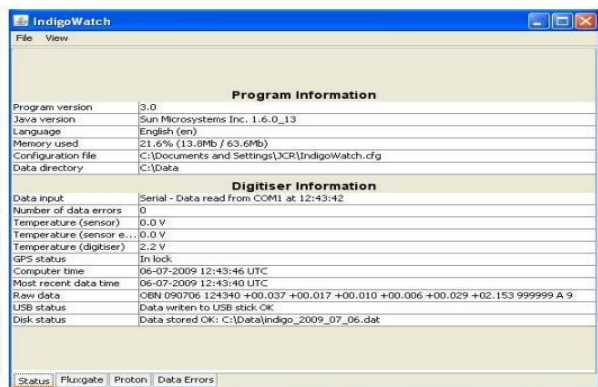 IndigoWatch
File View
Program Information
Program version 3.0
Java version Sun Microsystems Inc. 1.6.0_13
Language English (en)
Memory used 21.6% (13.8Mb / 63.6Mb)
Configuration file C:\Documents and Settings\JCR\IndigoWatch.cfg
Data directory C:\Data
Digitiser Information
Data input Serial - Data read from COM1 at 12:43:42
Number of data errors 0
Temperature (sensor) 0.0 V
Temperature (sensor e... 0.0 V
Temperature (digitiser) 2.2 V
GPS status In lock
Computer time 06-07-2009 12:43:46 UTC
Most recent data time 06-07-2009 12:43:40 UTC
Raw data OBN 090706 124340 +00.037 +00.017 +00.010 +00.006 +00.029 +02.153 999999 A 9
USB status Data writen to USB stick OK
Disk status Data stored OK: C:\Data\indigo_2009_07_06.dat
Status Fluxgate Proton Data Errors